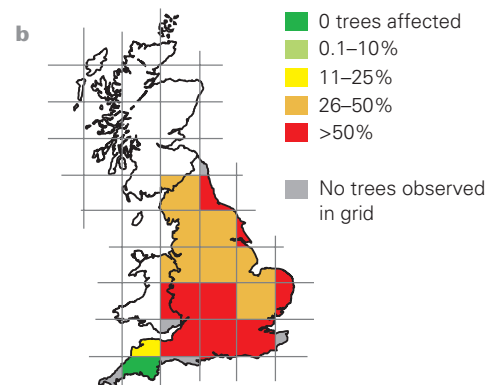 b
0 trees affected
0.1–10%
11–25%
26–50%
>50%
No trees observed
in grid